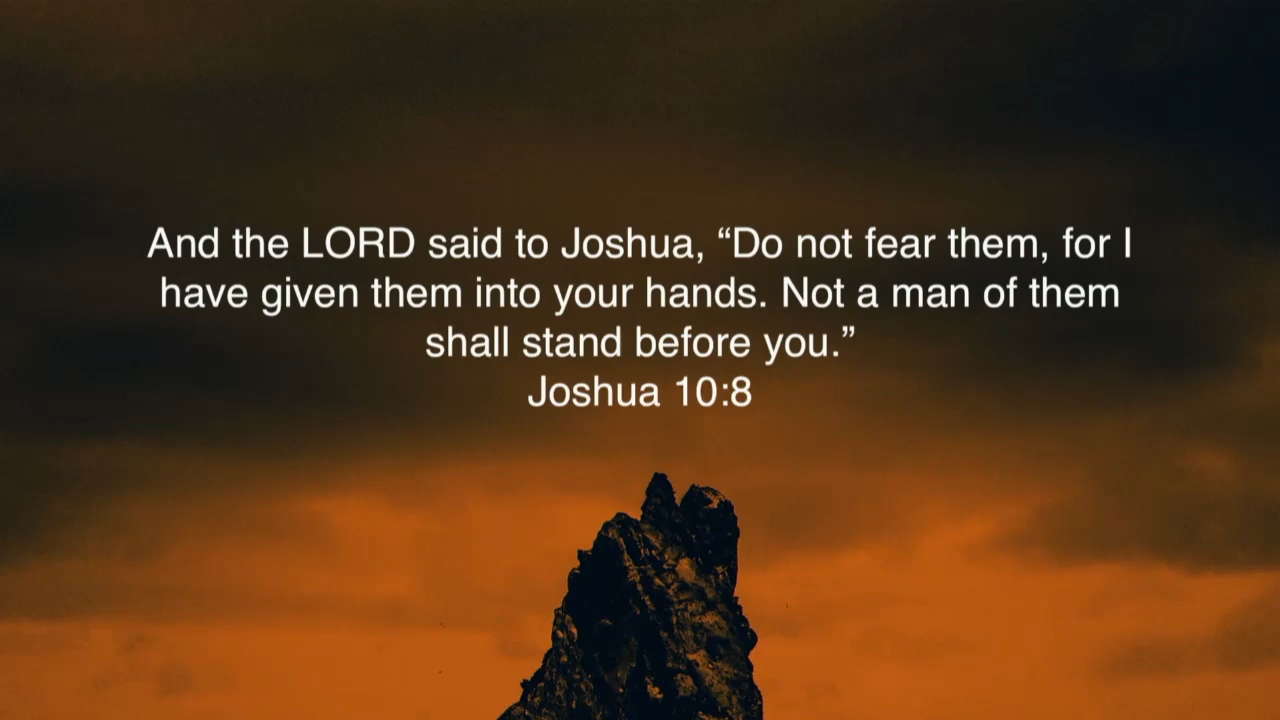 And the LORD said to Joshua, “Do not fear them, for I
have given them into your hands. Not a man of them
shall stand before you.”
Joshua 10:8